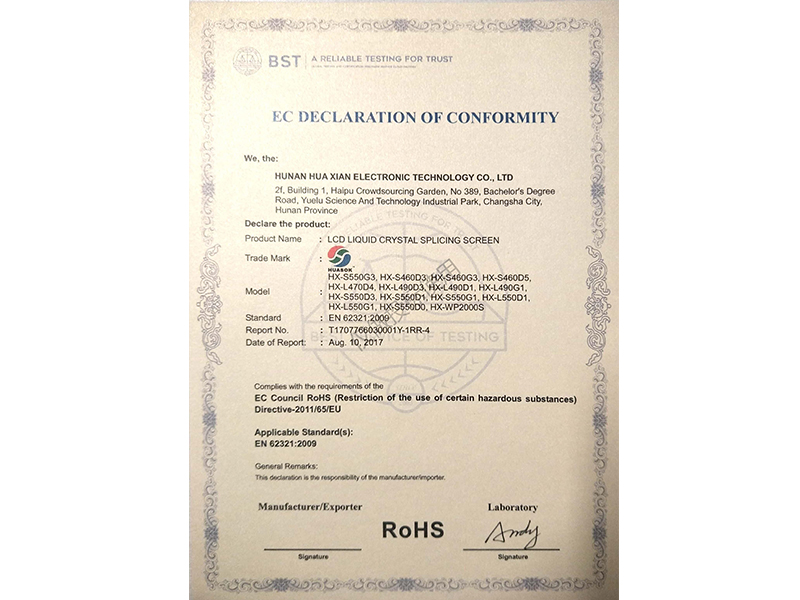 BST A RELIABLE TESTING FOR TRUST
EC DECLARATION OF CONFORMITY
We, the:
HUNAN HUA XIAN ELECTRONIC TECHNOLOGY CO., LTD
2f, Building 1, Haipu Crowdsourcing Garden, No 389, Bachelor's Degree
Road, Yuelu Science And Technology Industrial Park, Changsha City,
Hunan Province
Declare the product:
Product Name : LCD LIQUID CRYSTAL SPLICING SCREEN
Trade Mark :
HUABON
HX-S550G3, HX-S460D3, HX-S460G3, HX-S460D5,
HX-L470D4, HX-L490D3, HX-L490D1, HX-L490G1,
Model : HX-S550D3, HX-S550D1, HX-S550G1, HX-L550D1,
HX-L550G1, HX-S550D0, HX-WP2000S
Standard : EN 62321:2009
Report No. : T1707766030001Y-1RR-4
Date of Report: Aug. 10, 2017
Complies with the requirements of the
EC Council RoHS (Restriction of the use of certain hazardous substances)
Directive-2011/65/EU
Applicable Standard(s):
EN 62321:2009
General Remarks:
This declaration is the responsibility of the manufacturer/importer.
Manufacturer/Exporter Laboratory
RoHS Andy
Signature Signature